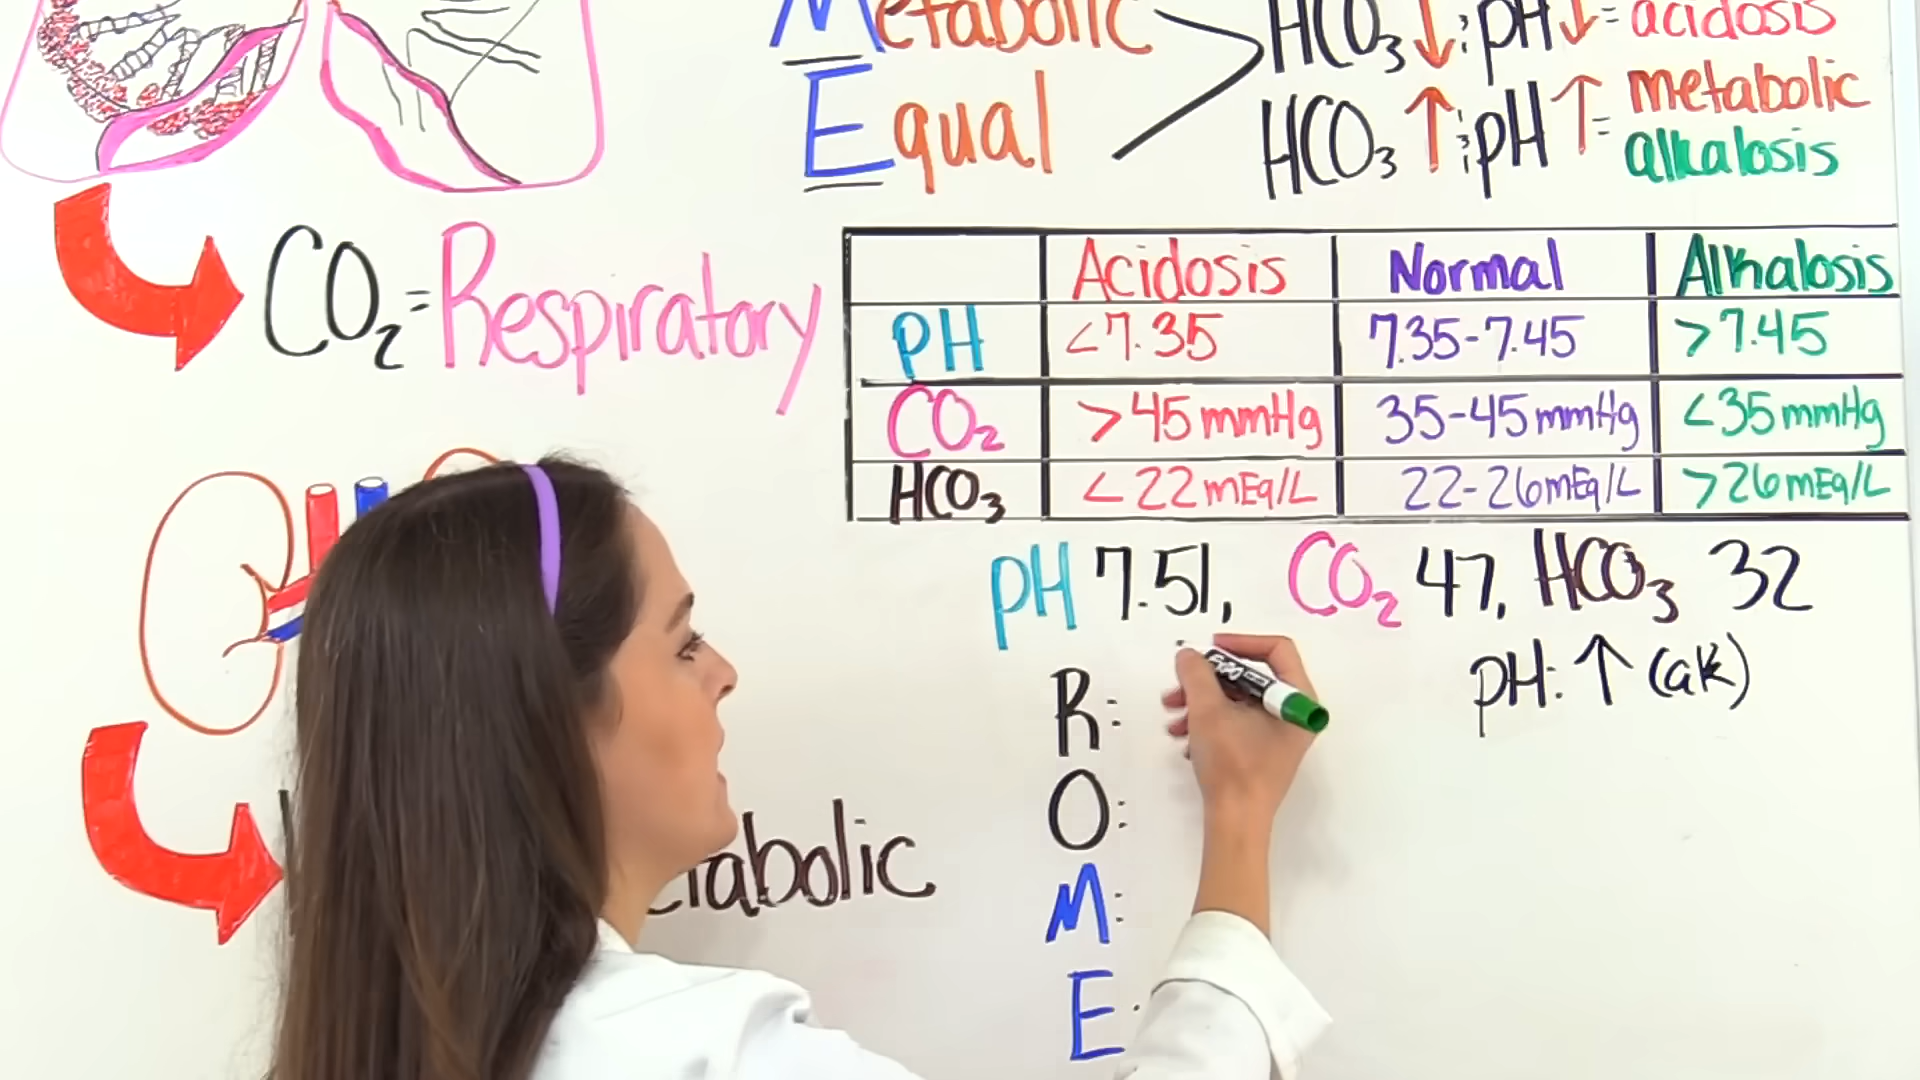 Metabolic
Equal
HCO3 ↓ : pH ↓ = acidosis
HCO3 ↑ : pH ↑ = metabolic
alkalosis
CO2 = Respiratory
Acidosis Normal Alkalosis
PH <7.35 7.35-7.45 >7.45
CO2 >45 mmHg 35-45 mmHg <35 mmHg
HCO3 <22 mEq/L 22-26 mEq/L >26 mEq/L
pH 7.51, CO2 47, HCO3 32
pH: ↑ (alk)
R:
O:
M:
E:
tabolic